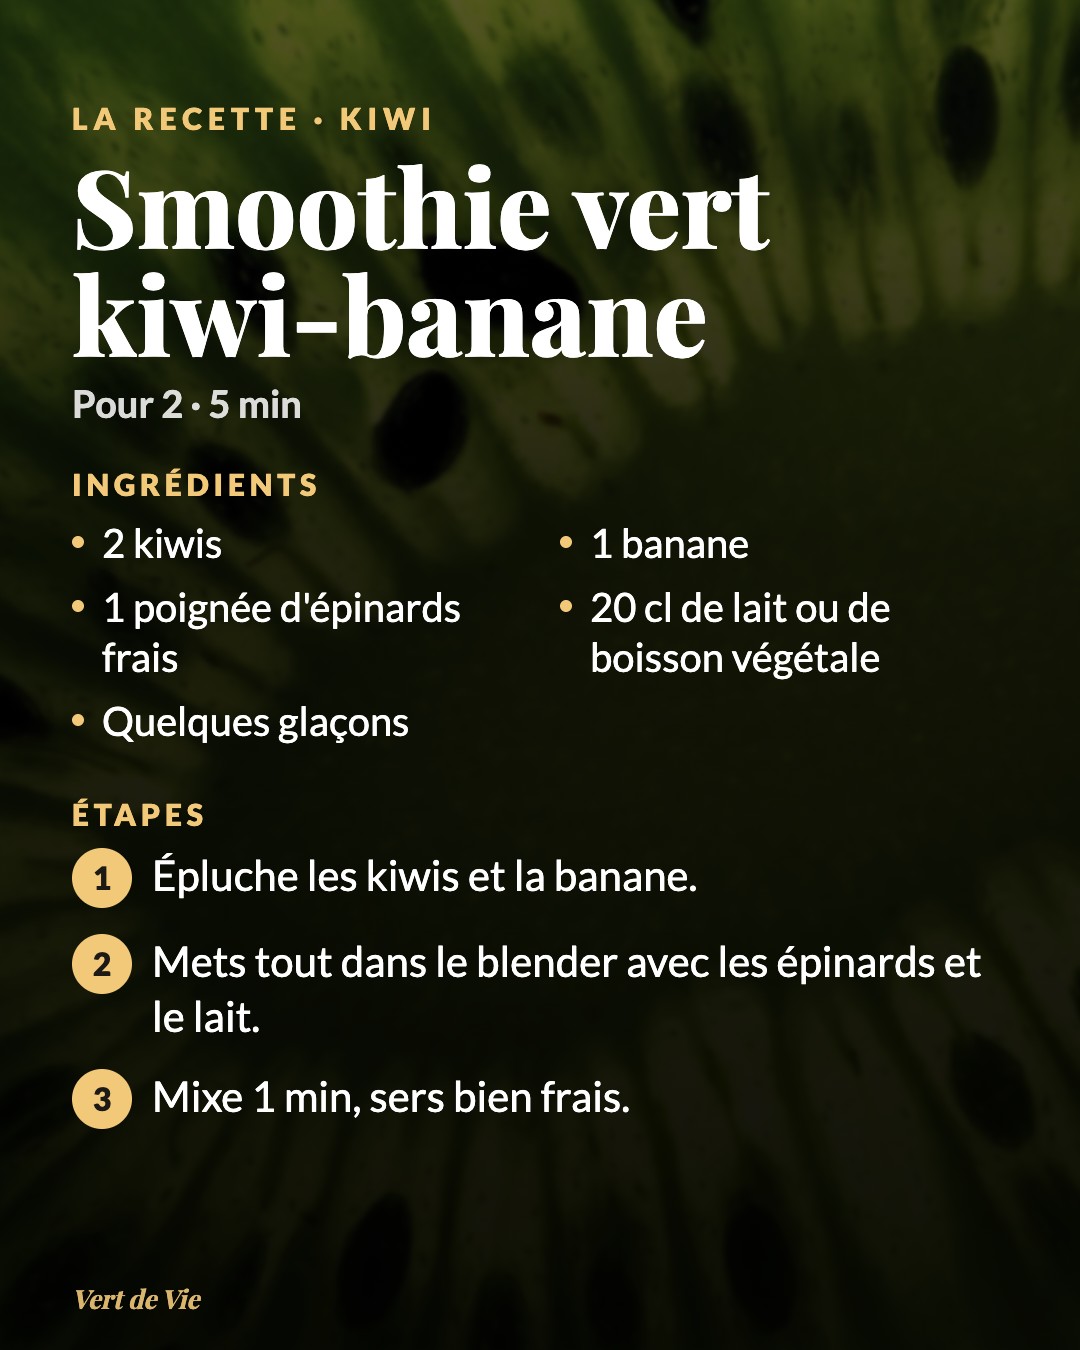 LA RECETTE · KIWI
Smoothie vert
kiwi-banane
Pour 2 · 5 min
INGRÉDIENTS
• 2 kiwis
• 1 banane
• 1 poignée d'épinards
frais
• 20 cl de lait ou de
boisson végétale
• Quelques glaçons
ÉTAPES
1 Épluche les kiwis et la banane.
2 Mets tout dans le blender avec les épinards et
le lait.
3 Mixe 1 min, sers bien frais.
Vert de Vie